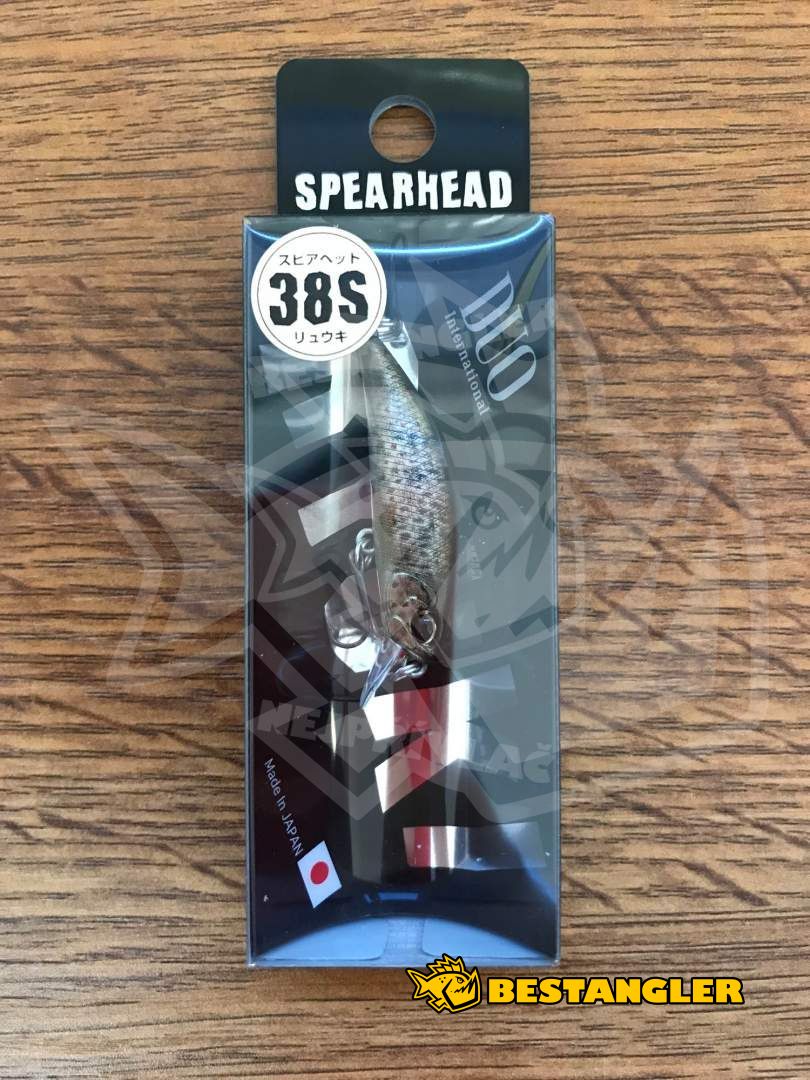 SPEARHEAD
スピアヘッド
38S
リュウキ
DUO
International
Made in JAPAN
BESTANGLER